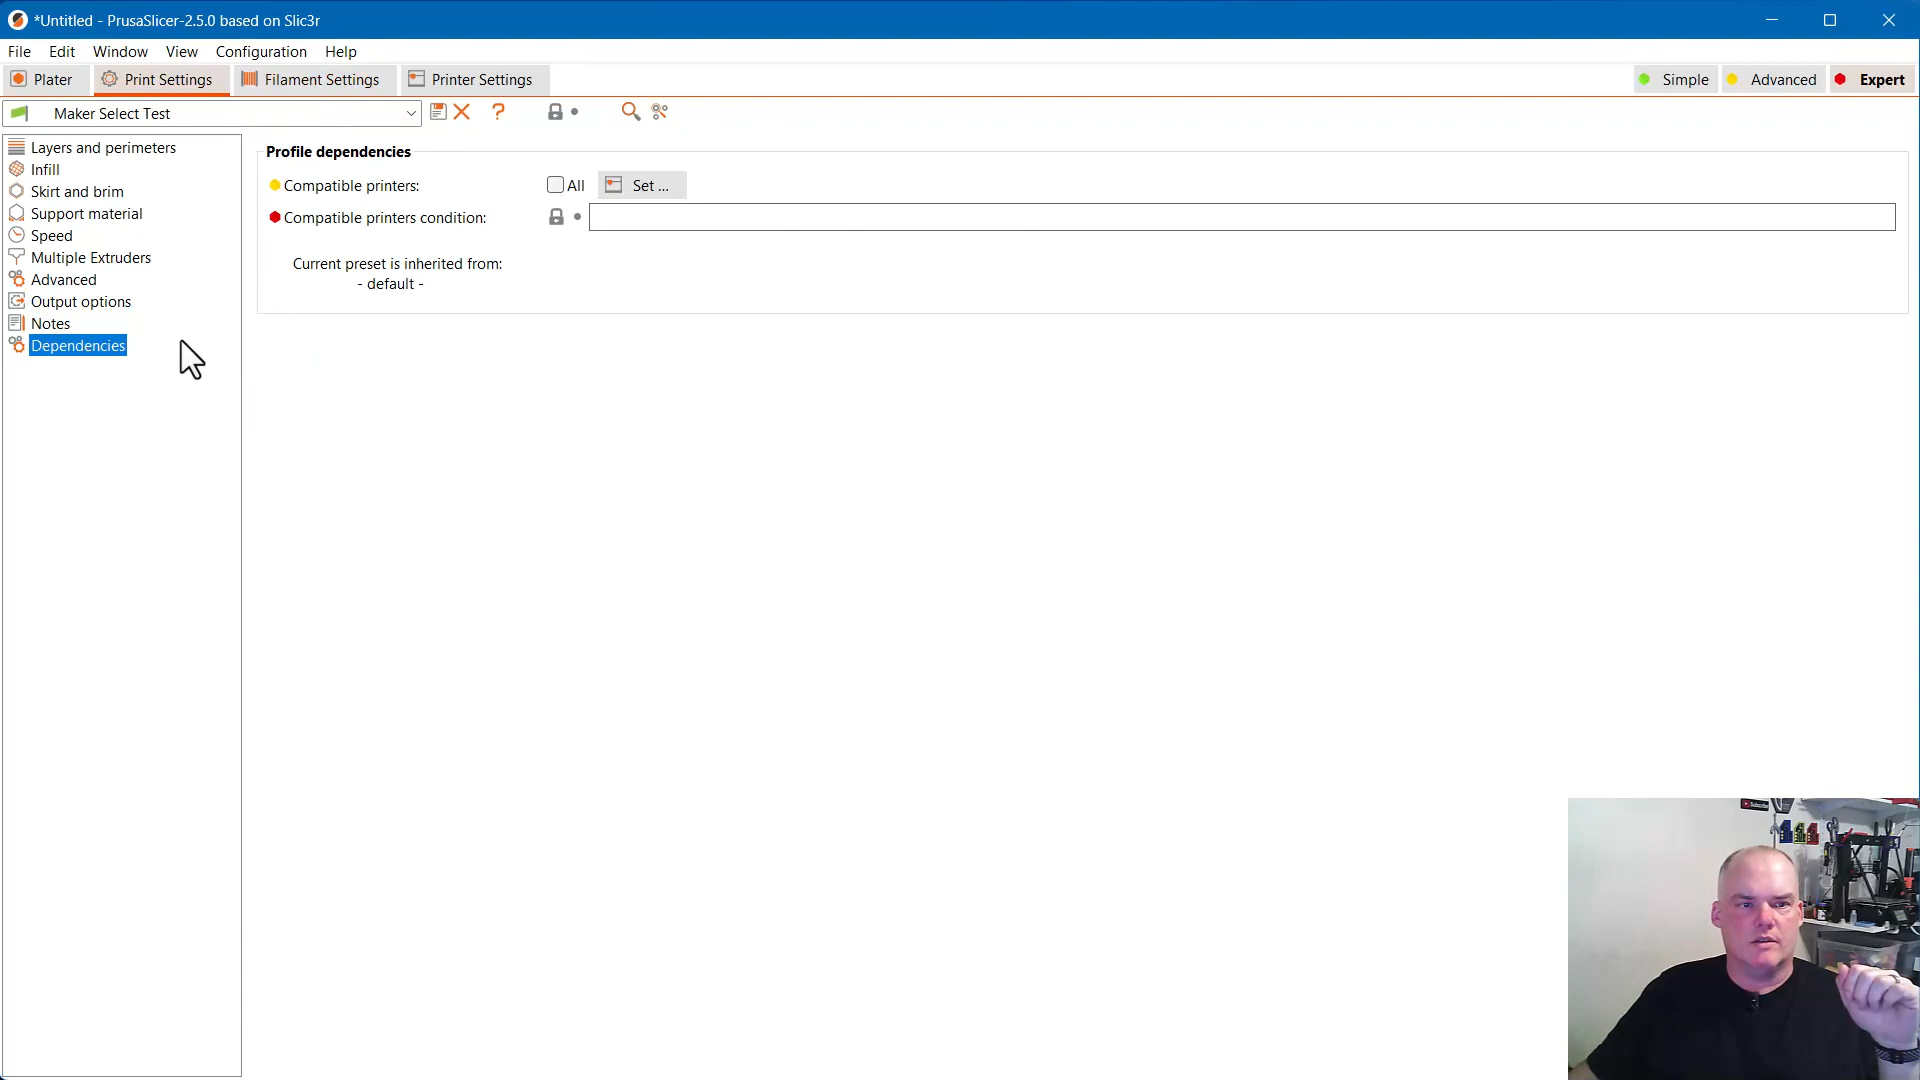 *Untitled - PrusaSlicer-2.5.0 based on Slic3r
File Edit Window View Configuration Help
Plater Print Settings Filament Settings Printer Settings Simple Advanced Expert
Maker Select Test
Layers and perimeters
Infill
Skirt and brim
Support material
Speed
Multiple Extruders
Advanced
Output options
Notes
Dependencies
Profile dependencies
Compatible printers: All Set ...
Compatible printers condition:
Current preset is inherited from:
- default -
Subscribe